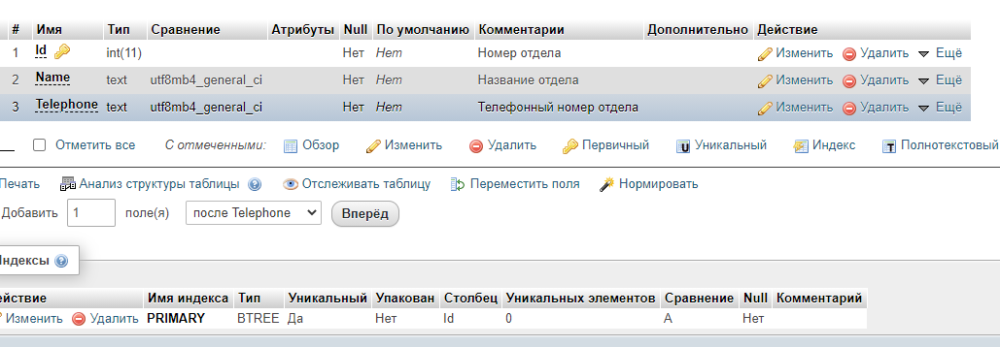 # Имя Тип Сравнение Атрибуты Null По умолчанию Комментарии Дополнительно Действие
1 Id int(11) Нет Нет Номер отдела Изменить Удалить Ещё
2 Name text utf8mb4_general_ci Нет Нет Название отдела Изменить Удалить Ещё
3 Telephone text utf8mb4_general_ci Нет Нет Телефонный номер отдела Изменить Удалить Ещё
Отметить все С отмеченными: Обзор Изменить Удалить Первичный U Уникальный Индекс T Полнотекстовый
Печать Анализ структуры таблицы Отслеживать таблицу Переместить поля Нормировать
Добавить 1 поле(я) после Telephone Вперёд
Индексы
ействие Имя индекса Тип Уникальный Упакован Столбец Уникальных элементов Сравнение Null Комментарий
Изменить Удалить PRIMARY BTREE Да Нет Id 0 A Нет